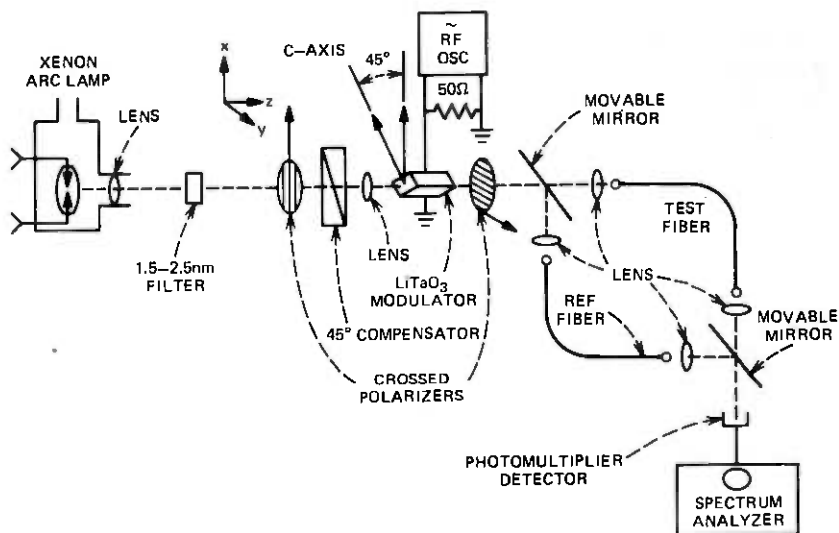 XENON
ARC LAMP
LENS
1.5–2.5nm
FILTER
x
z
y
C–AXIS
45°
~
RF
OSC
50Ω
LENS
LiTaO3
MODULATOR
45° COMPENSATOR
CROSSED
POLARIZERS
MOVABLE
MIRROR
TEST
FIBER
LENS
REF
FIBER
MOVABLE
MIRROR
PHOTOMULTIPLIER
DETECTOR
SPECTRUM
ANALYZER